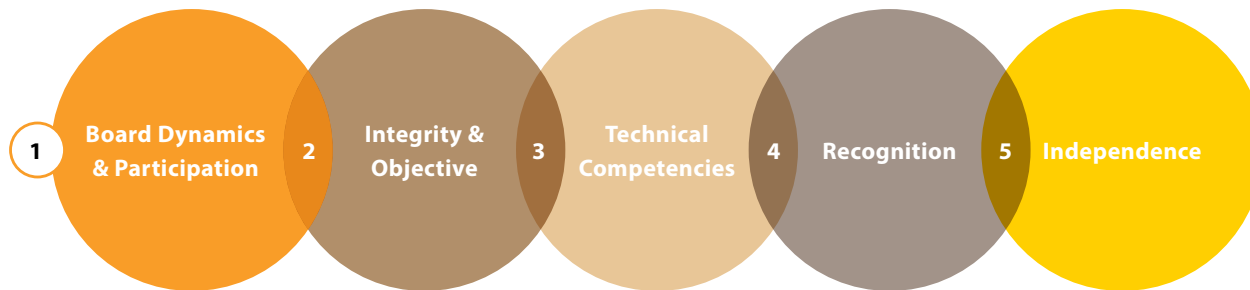 1
Board Dynamics
& Participation
2
Integrity &
Objective
3
Technical
Competencies
4
Recognition
5
Independence